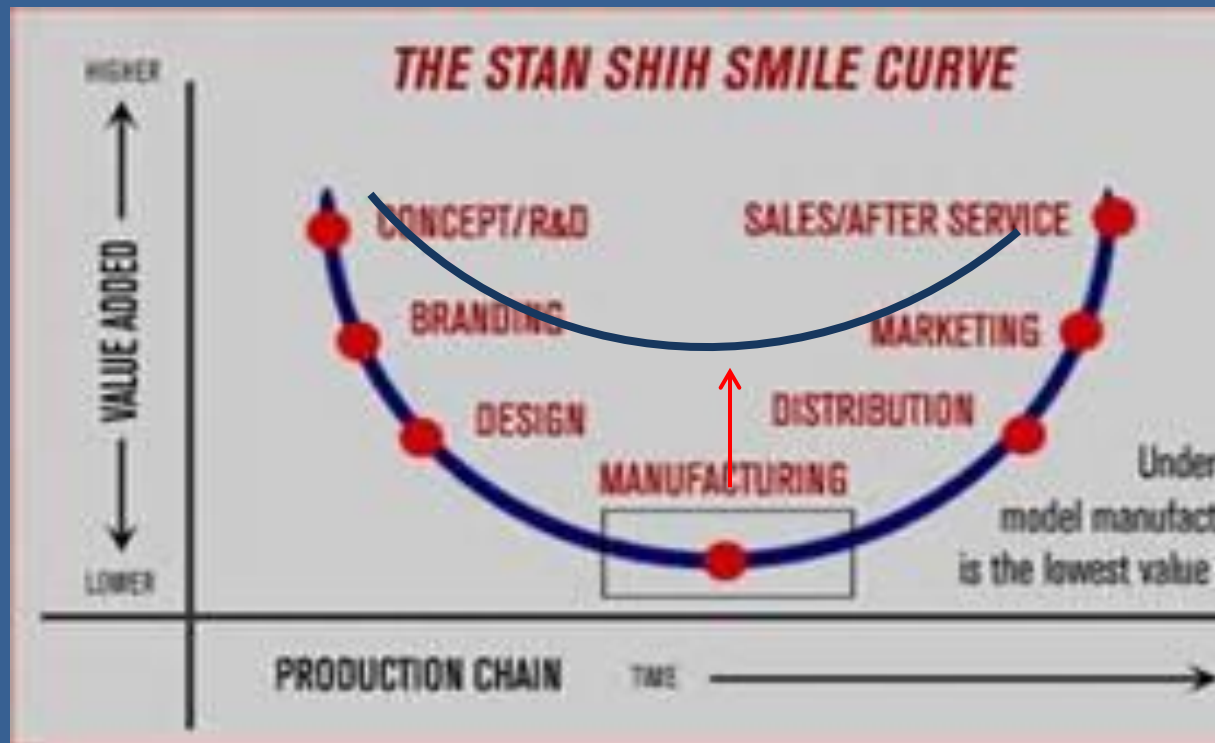 THE STAN SHIH SMILE CURVE
HIGHER
VALUE ADDED
LOWER
CONCEPT/R&D
SALES/AFTER SERVICE
BRANDING
MARKETING
DESIGN
DISTRIBUTION
MANUFACTURING
Under
model manufact
is the lowest value
PRODUCTION CHAIN
TIME